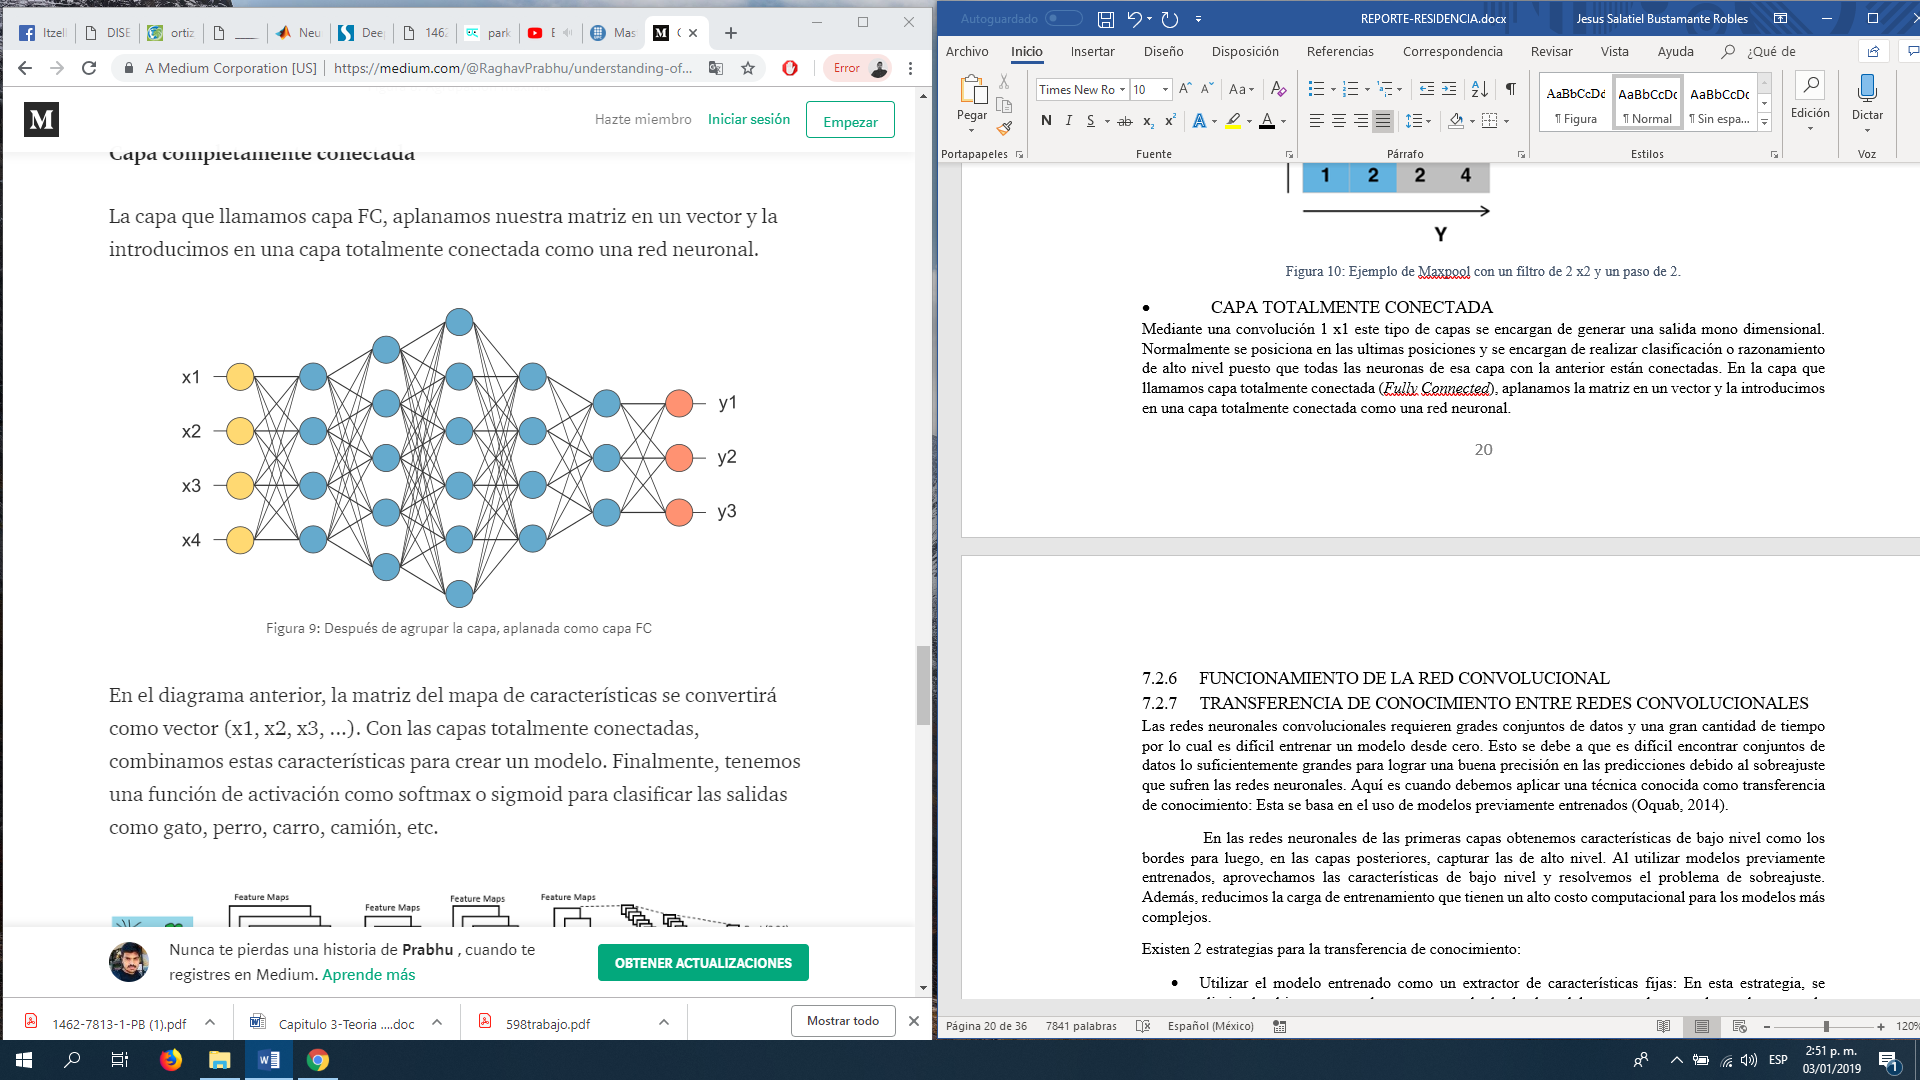 Itzell
DISE
ortiz
Neu
Dee
1462
park
E
Mas
A Medium Corporation [US]
https://medium.com/@RaghavPrabhu/understanding-of...
Error
M
Hazte miembro
Iniciar sesión
Empezar
Capa completamente conectada
La capa que llamamos capa FC, aplanamos nuestra matriz en un vector y la
introducimos en una capa totalmente conectada como una red neuronal.
x1
x2
x3
x4
y1
y2
y3
Figura 9: Después de agrupar la capa, aplanada como capa FC
En el diagrama anterior, la matriz del mapa de características se convertirá
como vector (x1, x2, x3, ...). Con las capas totalmente conectadas,
combinamos estas características para crear un modelo. Finalmente, tenemos
una función de activación como softmax o sigmoid para clasificar las salidas
como gato, perro, carro, camión, etc.
Feature Maps
Feature Maps
Feature Maps
Feature Maps
Nunca te pierdas una historia de Prabhu , cuando te
registres en Medium. Aprende más
OBTENER ACTUALIZACIONES
1462-7813-1-PB (1).pdf
Capitulo 3-Teoria ....doc
598trabajo.pdf
Mostrar todo
Autoguardado
REPORTE-RESIDENCIA.docx
Jesus Salatiel Bustamante Robles
Archivo
Inicio
Insertar
Diseño
Disposición
Referencias
Correspondencia
Revisar
Vista
Ayuda
¿Qué de
Pegar
Times New Ro
10
N
AaBbCcDc
¶ Figura
AaBbCcDc
¶ Normal
AaBbCcDc
¶ Sin espa...
Edición
Dictar
Portapapeles
Fuente
Párrafo
Estilos
Voz
1 2 2 4
Y
Figura 10: Ejemplo de Maxpool con un filtro de 2 x2 y un paso de 2.
• CAPA TOTALMENTE CONECTADA
Mediante una convolución 1 x1 este tipo de capas se encargan de generar una salida mono dimensional.
Normalmente se posiciona en las ultimas posiciones y se encargan de realizar clasificación o razonamiento
de alto nivel puesto que todas las neuronas de esa capa con la anterior están conectadas. En la capa que
llamamos capa totalmente conectada (Fully Connected), aplanamos la matriz en un vector y la introducimos
en una capa totalmente conectada como una red neuronal.
20
7.2.6 FUNCIONAMIENTO DE LA RED CONVOLUCIONAL
7.2.7 TRANSFERENCIA DE CONOCIMIENTO ENTRE REDES CONVOLUCIONALES
Las redes neuronales convolucionales requieren grades conjuntos de datos y una gran cantidad de tiempo
por lo cual es difícil entrenar un modelo desde cero. Esto se debe a que es difícil encontrar conjuntos de
datos lo suficientemente grandes para lograr una buena precisión en las predicciones debido al sobreajuste
que sufren las redes neuronales. Aquí es cuando debemos aplicar una técnica conocida como transferencia
de conocimiento: Esta se basa en el uso de modelos previamente entrenados (Oquab, 2014).
En las redes neuronales de las primeras capas obtenemos características de bajo nivel como los
bordes para luego, en las capas posteriores, capturar las de alto nivel. Al utilizar modelos previamente
entrenados, aprovechamos las características de bajo nivel y resolvemos el problema de sobreajuste.
Además, reducimos la carga de entrenamiento que tienen un alto costo computacional para los modelos más
complejos.
Existen 2 estrategias para la transferencia de conocimiento:
• Utilizar el modelo entrenado como un extractor de características fijas: En esta estrategia, se
Página 20 de 36
7841 palabras
Español (México)
120%
ESP
2:51 p. m.
03/01/2019
1